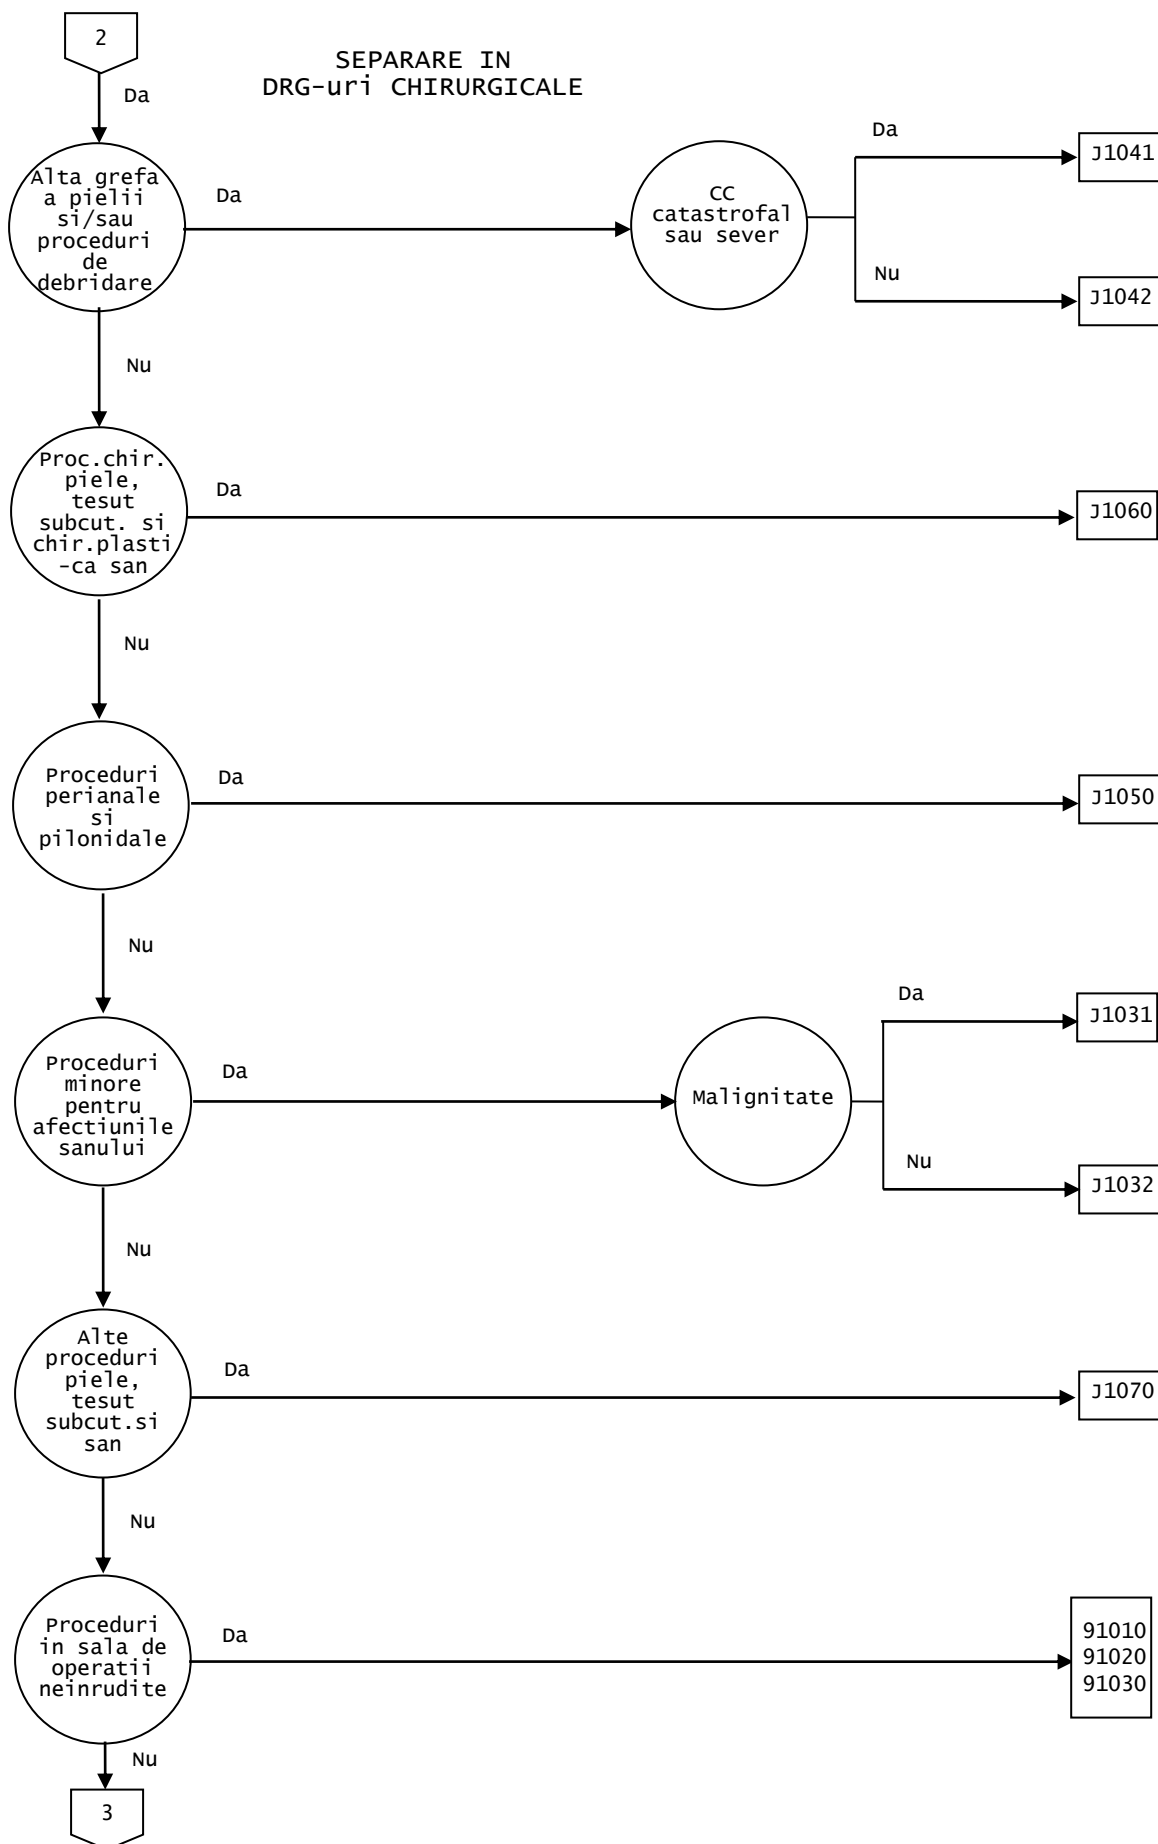 2
SEPARARE IN
DRG-uri CHIRURGICALE
Da
Alta grefa
a pielii
si/sau
proceduri
de
debridare
Da
CC
catastrofal
sau sever
Da
J1041
Nu
J1042
Nu
Proc.chir.
piele,
tesut
subcut. si
chir.plasti
-ca san
Da
J1060
Nu
Proceduri
perianale
si
pilonidale
Da
J1050
Nu
Proceduri
minore
pentru
afectiunile
sanului
Da
Malignitate
Da
J1031
Nu
J1032
Nu
Alte
proceduri
piele,
tesut
subcut.si
san
Da
J1070
Nu
Proceduri
in sala de
operatii
neinrudite
Da
91010
91020
91030
Nu
3